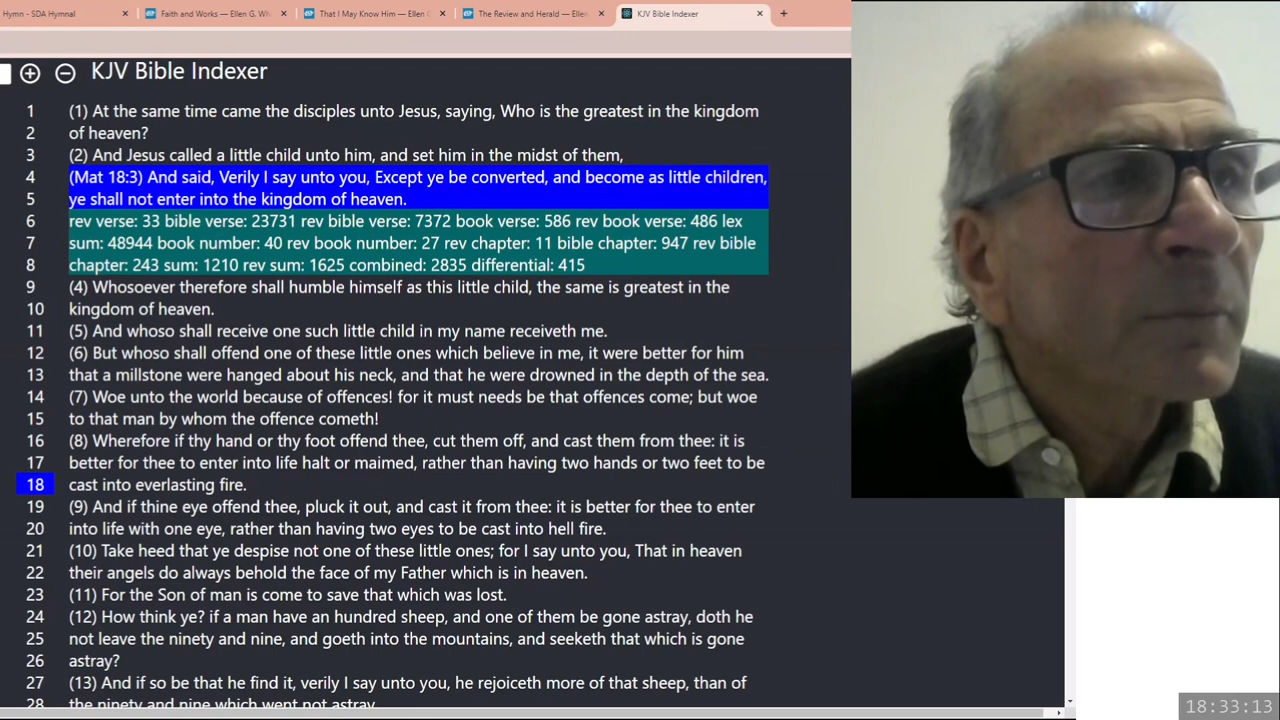 Hymn - SDA Hymnal
Faith and Works — Ellen G. Wh
That I May Know Him — Ellen G
The Review and Herald — Ellen
KJV Bible Indexer
KJV Bible Indexer
1 (1) At the same time came the disciples unto Jesus, saying, Who is the greatest in the kingdom
2 of heaven?
3 (2) And Jesus called a little child unto him, and set him in the midst of them,
4 (Mat 18:3) And said, Verily I say unto you, Except ye be converted, and become as little children,
5 ye shall not enter into the kingdom of heaven.
6 rev verse: 33 bible verse: 23731 rev bible verse: 7372 book verse: 586 rev book verse: 486 lex
7 sum: 48944 book number: 40 rev book number: 27 rev chapter: 11 bible chapter: 947 rev bible
8 chapter: 243 sum: 1210 rev sum: 1625 combined: 2835 differential: 415
9 (4) Whosoever therefore shall humble himself as this little child, the same is greatest in the
10 kingdom of heaven.
11 (5) And whoso shall receive one such little child in my name receiveth me.
12 (6) But whoso shall offend one of these little ones which believe in me, it were better for him
13 that a millstone were hanged about his neck, and that he were drowned in the depth of the sea.
14 (7) Woe unto the world because of offences! for it must needs be that offences come; but woe
15 to that man by whom the offence cometh!
16 (8) Wherefore if thy hand or thy foot offend thee, cut them off, and cast them from thee: it is
17 better for thee to enter into life halt or maimed, rather than having two hands or two feet to be
18 cast into everlasting fire.
19 (9) And if thine eye offend thee, pluck it out, and cast it from thee: it is better for thee to enter
20 into life with one eye, rather than having two eyes to be cast into hell fire.
21 (10) Take heed that ye despise not one of these little ones; for I say unto you, That in heaven
22 their angels do always behold the face of my Father which is in heaven.
23 (11) For the Son of man is come to save that which was lost.
24 (12) How think ye? if a man have an hundred sheep, and one of them be gone astray, doth he
25 not leave the ninety and nine, and goeth into the mountains, and seeketh that which is gone
26 astray?
27 (13) And if so be that he find it, verily I say unto you, he rejoiceth more of that sheep, than of
28 the ninety and nine which went not astray.
18:33:13